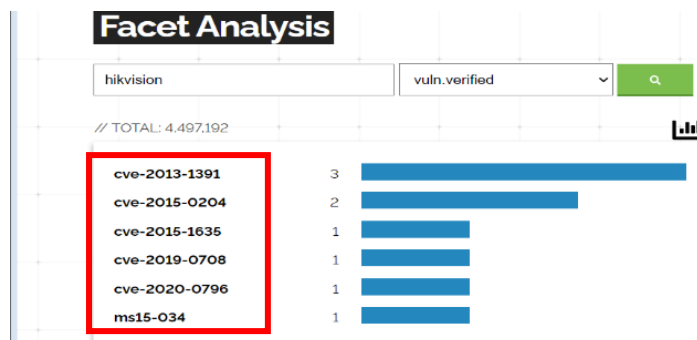 Facet Analysis
hikvision vuln.verified
// TOTAL: 4,497,192
cve-2013-1391 3
cve-2015-0204 2
cve-2015-1635 1
cve-2019-0708 1
cve-2020-0796 1
ms15-034 1